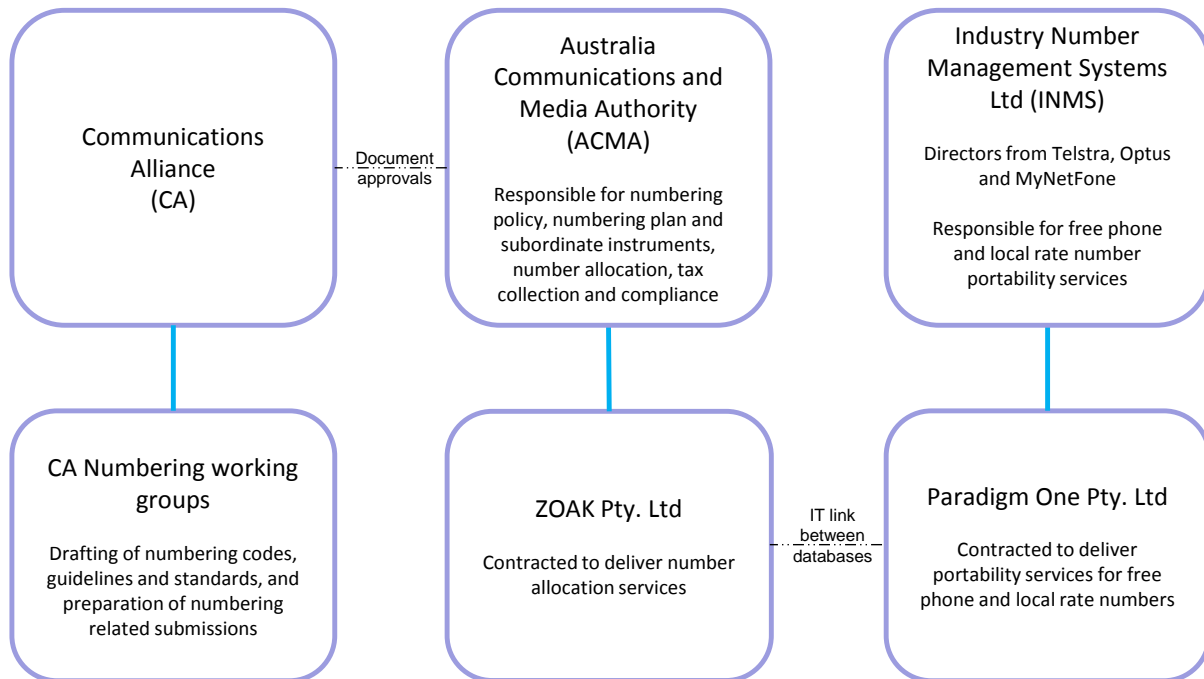 Communications
Alliance
(CA)
Document
approvals
Australia
Communications and
Media Authority
(ACMA)
Responsible for numbering
policy, numbering plan and
subordinate instruments,
number allocation, tax
collection and compliance
Industry Number
Management Systems
Ltd (INMS)
Directors from Telstra, Optus
and MyNetFone
Responsible for free phone
and local rate number
portability services
CA Numbering working
groups
Drafting of numbering codes,
guidelines and standards, and
preparation of numbering
related submissions
ZOAK Pty. Ltd
Contracted to deliver number
allocation services
IT link
between
databases
Paradigm One Pty. Ltd
Contracted to deliver
portability services for free
phone and local rate numbers